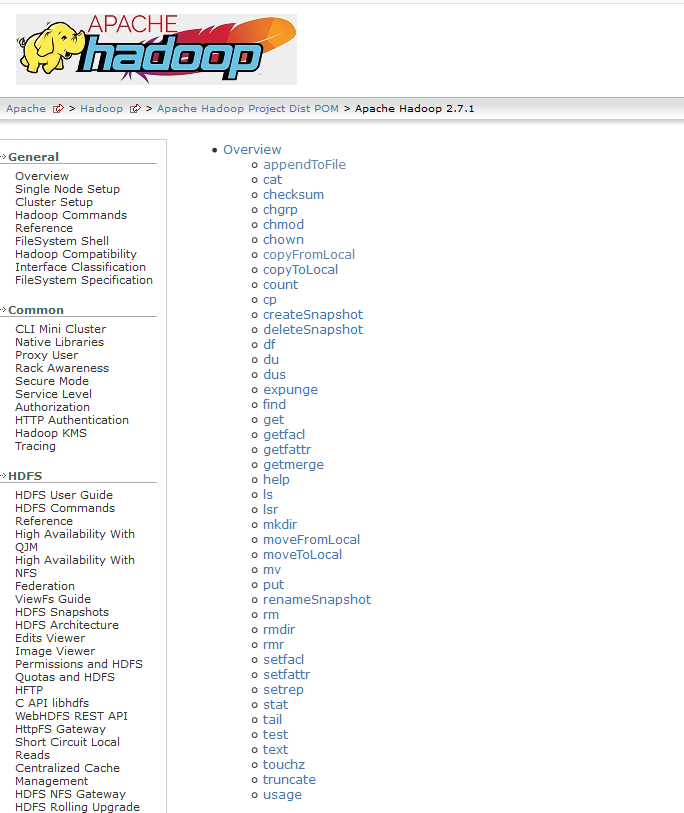 APACHE
hadoop
Apache > Hadoop > Apache Hadoop Project Dist POM > Apache Hadoop 2.7.1
General
Overview
Single Node Setup
Cluster Setup
Hadoop Commands
Reference
FileSystem Shell
Hadoop Compatibility
Interface Classification
FileSystem Specification
Common
CLI Mini Cluster
Native Libraries
Proxy User
Rack Awareness
Secure Mode
Service Level
Authorization
HTTP Authentication
Hadoop KMS
Tracing
HDFS
HDFS User Guide
HDFS Commands
Reference
High Availability With
QJM
High Availability With
NFS
Federation
ViewFs Guide
HDFS Snapshots
HDFS Architecture
Edits Viewer
Image Viewer
Permissions and HDFS
Quotas and HDFS
HFTP
C API libhdfs
WebHDFS REST API
HttpFS Gateway
Short Circuit Local
Reads
Centralized Cache
Management
HDFS NFS Gateway
HDFS Rolling Upgrade
Overview
appendToFile
cat
checksum
chgrp
chmod
chown
copyFromLocal
copyToLocal
count
cp
createSnapshot
deleteSnapshot
df
du
dus
expunge
find
get
getfacl
getfattr
getmerge
help
ls
lsr
mkdir
moveFromLocal
moveToLocal
mv
put
renameSnapshot
rm
rmdir
rmr
setfacl
setfattr
setrep
stat
tail
test
text
touchz
truncate
usage